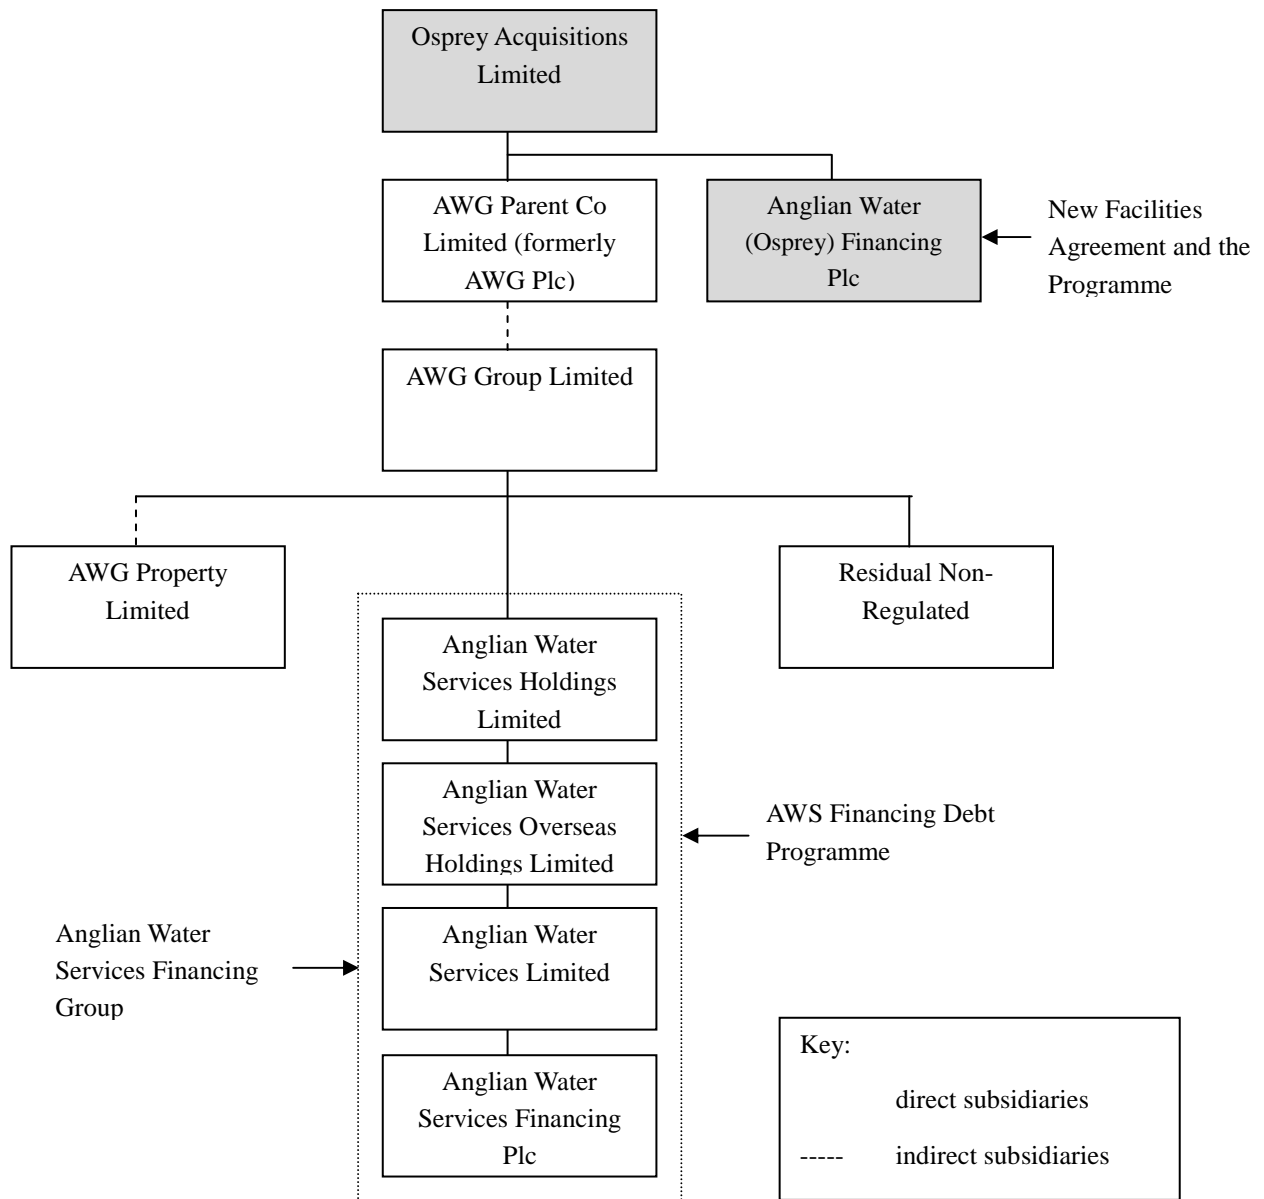 Osprey Acquisitions
Limited
AWG Parent Co
Limited (formerly
AWG Plc)
Anglian Water
(Osprey) Financing
Plc
New Facilities
Agreement and the
Programme
AWG Group Limited
AWG Property
Limited
Residual Non-
Regulated
Anglian Water
Services Holdings
Limited
Anglian Water
Services Overseas
Holdings Limited
AWS Financing Debt
Programme
Anglian Water
Services Limited
Anglian Water
Services Financing
Group
Anglian Water
Services Financing
Plc
Key:
direct subsidiaries
----- indirect subsidiaries